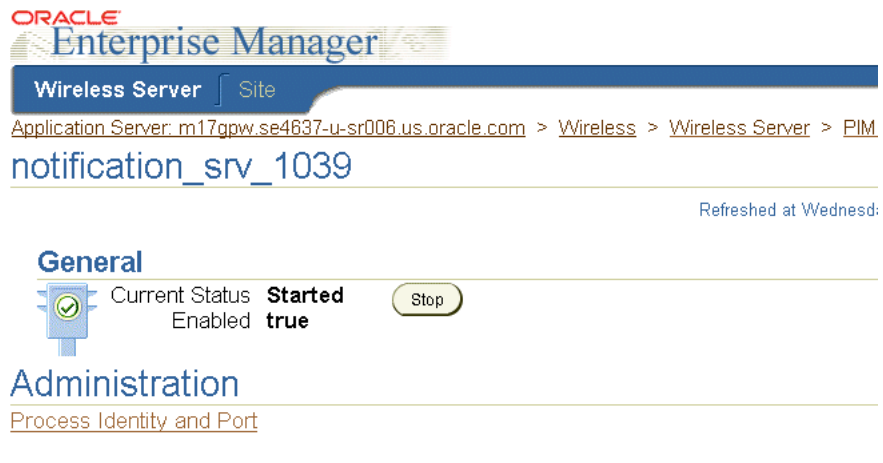 ORACLE
Enterprise Manager
Wireless Server Site
Application Server: m17gpw.se4637-u-sr006.us.oracle.com > Wireless > Wireless Server > PIM
notification_srv_1039
Refreshed at Wednesda
General
Current Status Started Stop
Enabled true
Administration
Process Identity and Port